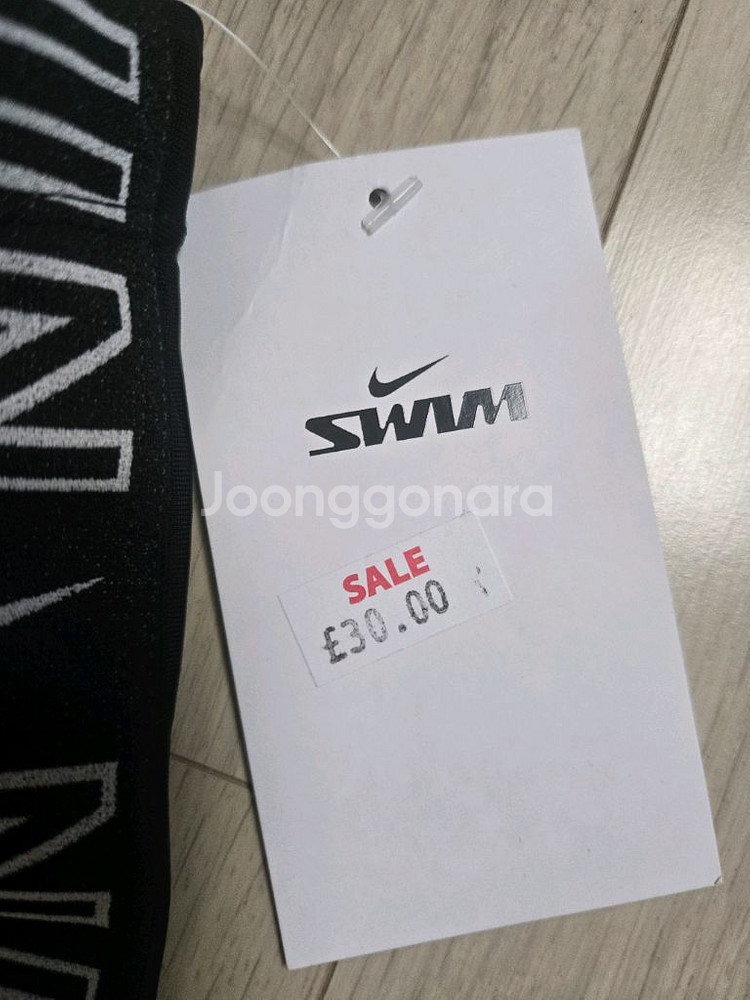 SWIM
Joonggonara
SALE
£30.00
N
N